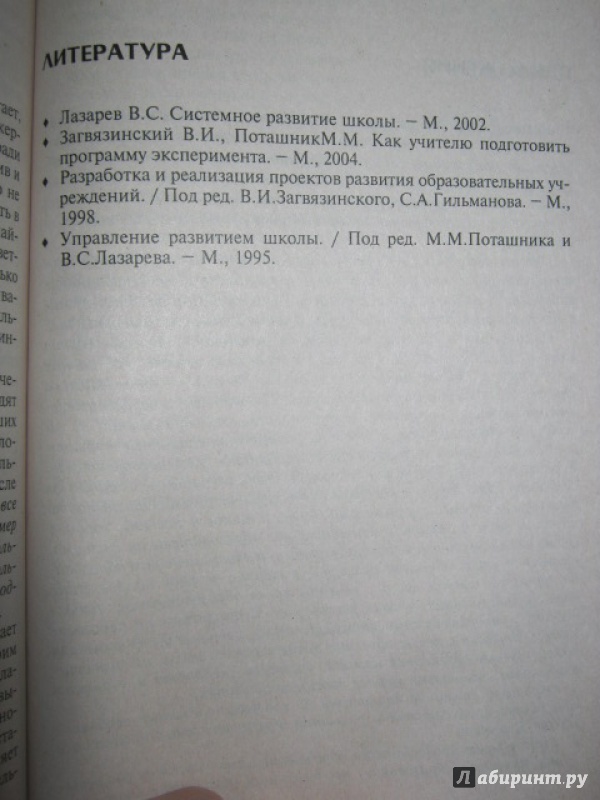 ЛИТЕРАТУРА
♦ Лазарев В.С. Системное развитие школы. – М., 2002.
♦ Загвязинский В.И., ПоташникМ.М. Как учителю подготовить
программу эксперимента. – М., 2004.
♦ Разработка и реализация проектов развития образовательных уч-
реждений. / Под ред. В.И.Загвязинского, С.А.Гильманова. – М.,
1998.
♦ Управление развитием школы. / Под ред. М.М.Поташника и
В.С.Лазарева. – М., 1995.
Лабиринт.ру